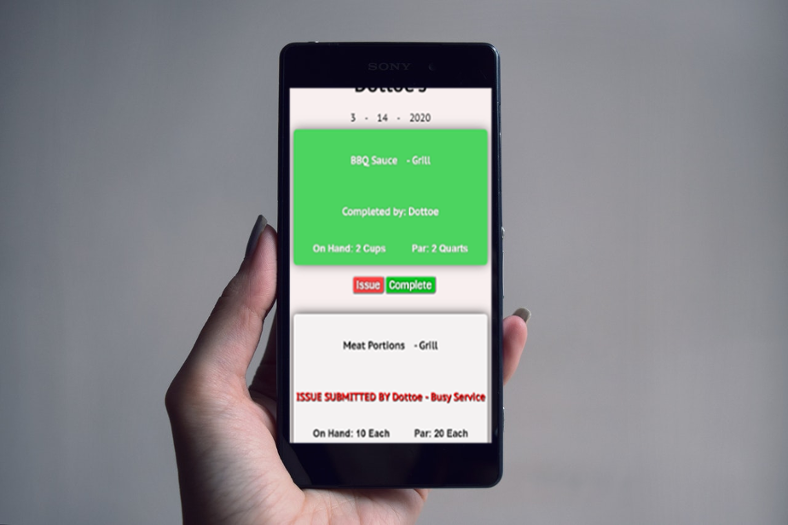 SONY
Dottoe's
3 - 14 - 2020
BBQ Sauce - Grill
Completed by: Dottoe
On Hand: 2 Cups Par: 2 Quarts
Issue Complete
Meat Portions - Grill
ISSUE SUBMITTED BY Dottoe - Busy Service
On Hand: 10 Each Par: 20 Each